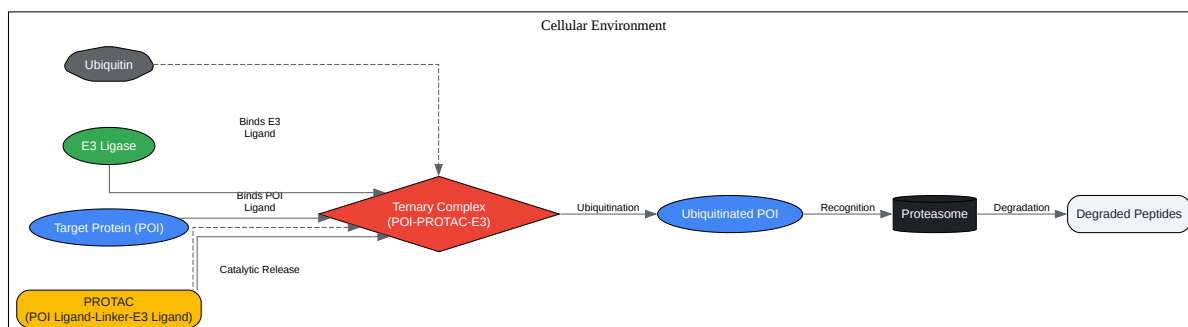 Cellular Environment
Ubiquitin
Binds E3
Ligand
E3 Ligase
Binds POI
Ligand
Target Protein (POI)
Ternary Complex
(POI-PROTAC-E3)
Ubiquitination
Ubiquitinated POI
Recognition
Proteasome
Degradation
Degraded Peptides
Catalytic Release
PROTAC
(POI Ligand-Linker-E3 Ligand)